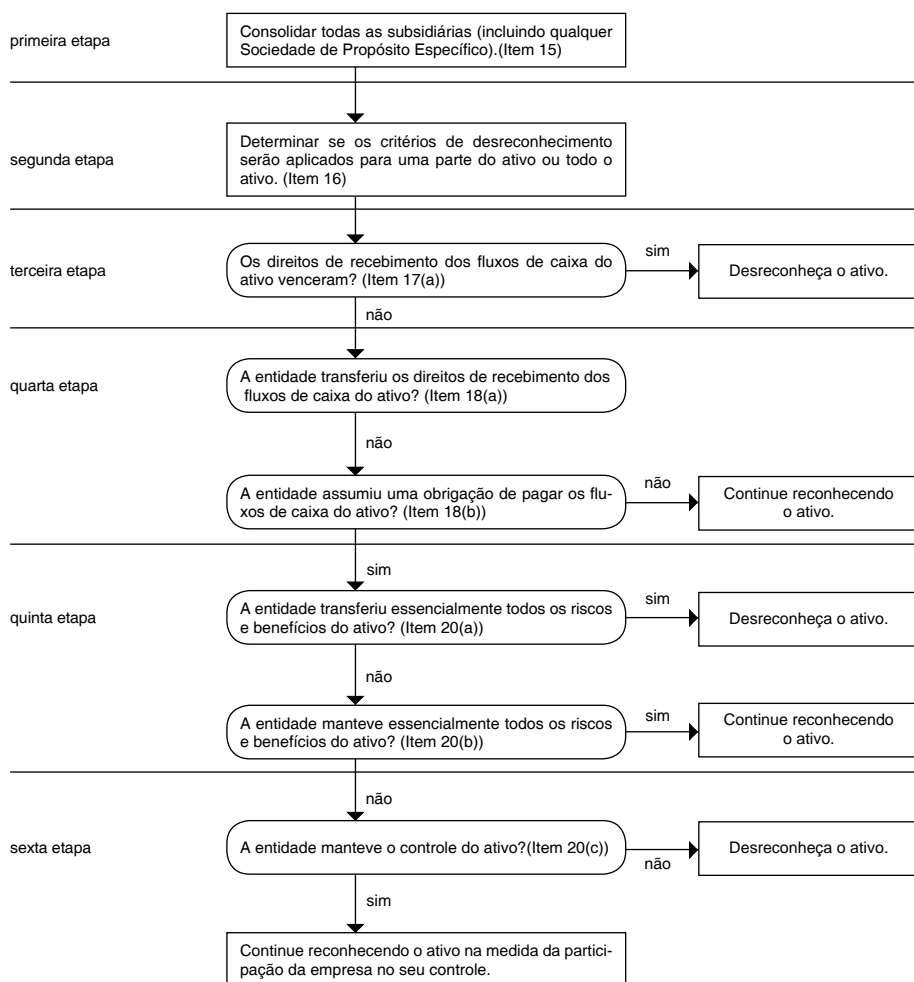 primeira etapa
Consolidar todas as subsidiárias (incluindo qualquer
Sociedade de Propósito Específico).(Item 15)
segunda etapa
Determinar se os critérios de desreconhecimento
serão aplicados para uma parte do ativo ou todo o
ativo. (Item 16)
terceira etapa
Os direitos de recebimento dos fluxos de caixa do
ativo venceram? (Item 17(a))
sim
Desreconheça o ativo.
não
quarta etapa
A entidade transferiu os direitos de recebimento dos
fluxos de caixa do ativo? (Item 18(a))
não
A entidade assumiu uma obrigação de pagar os flu-
xos de caixa do ativo? (Item 18(b))
não
Continue reconhecendo
o ativo.
sim
quinta etapa
A entidade transferiu essencialmente todos os riscos
e benefícios do ativo? (Item 20(a))
sim
Desreconheça o ativo.
não
A entidade manteve essencialmente todos os riscos
e benefícios do ativo? (Item 20(b))
sim
Continue reconhecendo
o ativo.
não
sexta etapa
A entidade manteve o controle do ativo?(Item 20(c))
não
Desreconheça o ativo.
sim
Continue reconhecendo o ativo na medida da partici-
pação da empresa no seu controle.